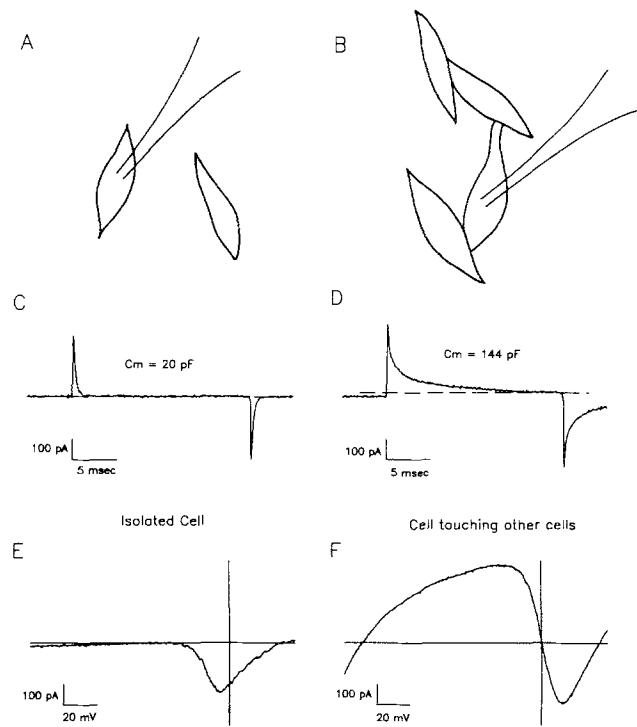 A
B
C
D
Cm = 20 pF
Cm = 144 pF
100 pA
5 msec
100 pA
5 msec
Isolated Cell
Cell touching other cells
E
F
100 pA
20 mV
100 pA
20 mV